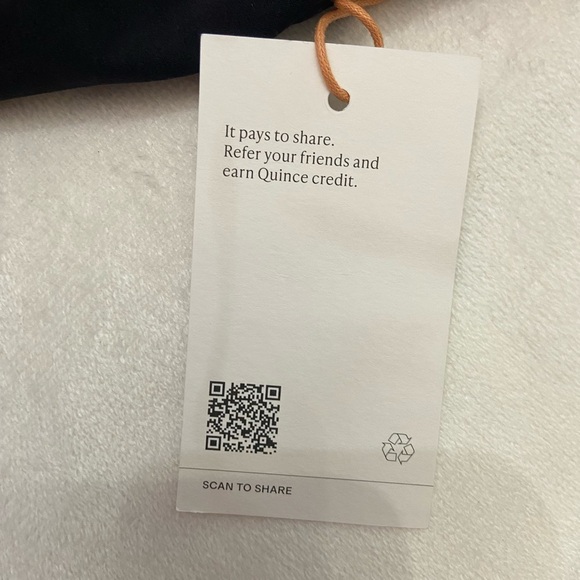 It pays to share.
Refer your friends and
earn Quince credit.
SCAN TO SHARE